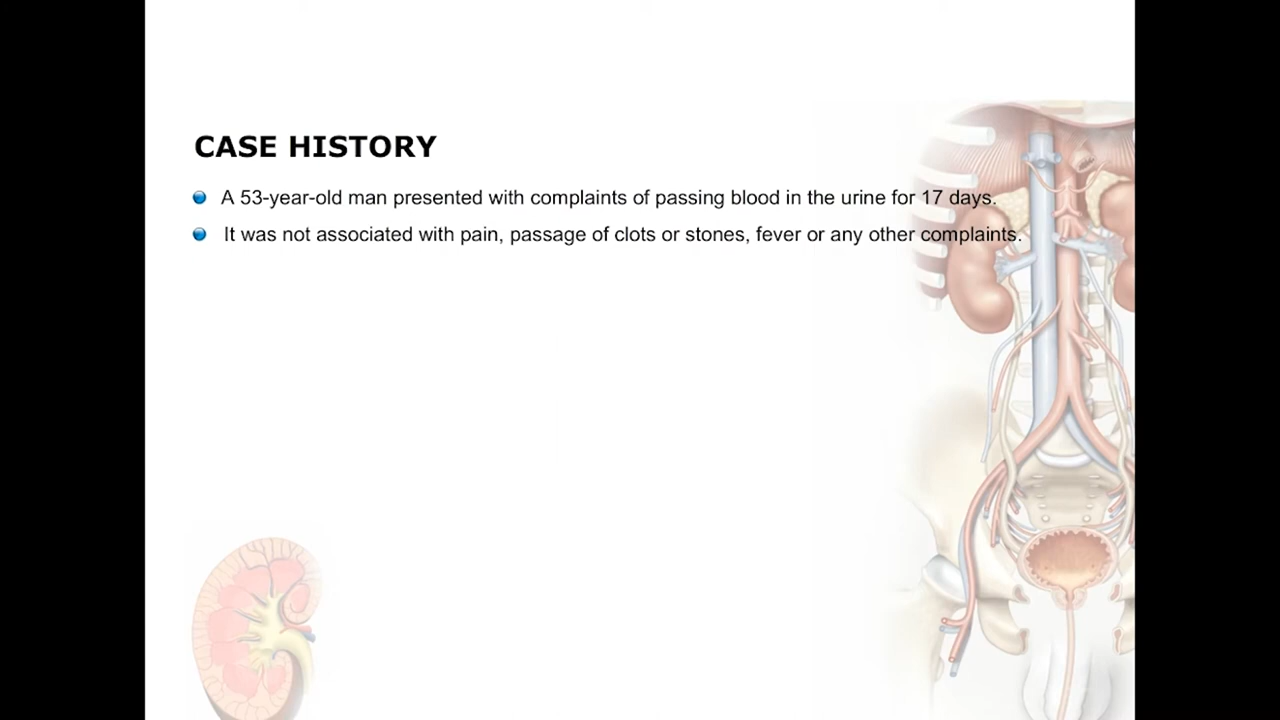 CASE HISTORY
A 53-year-old man presented with complaints of passing blood in the urine for 17 days.
It was not associated with pain, passage of clots or stones, fever or any other complaints.